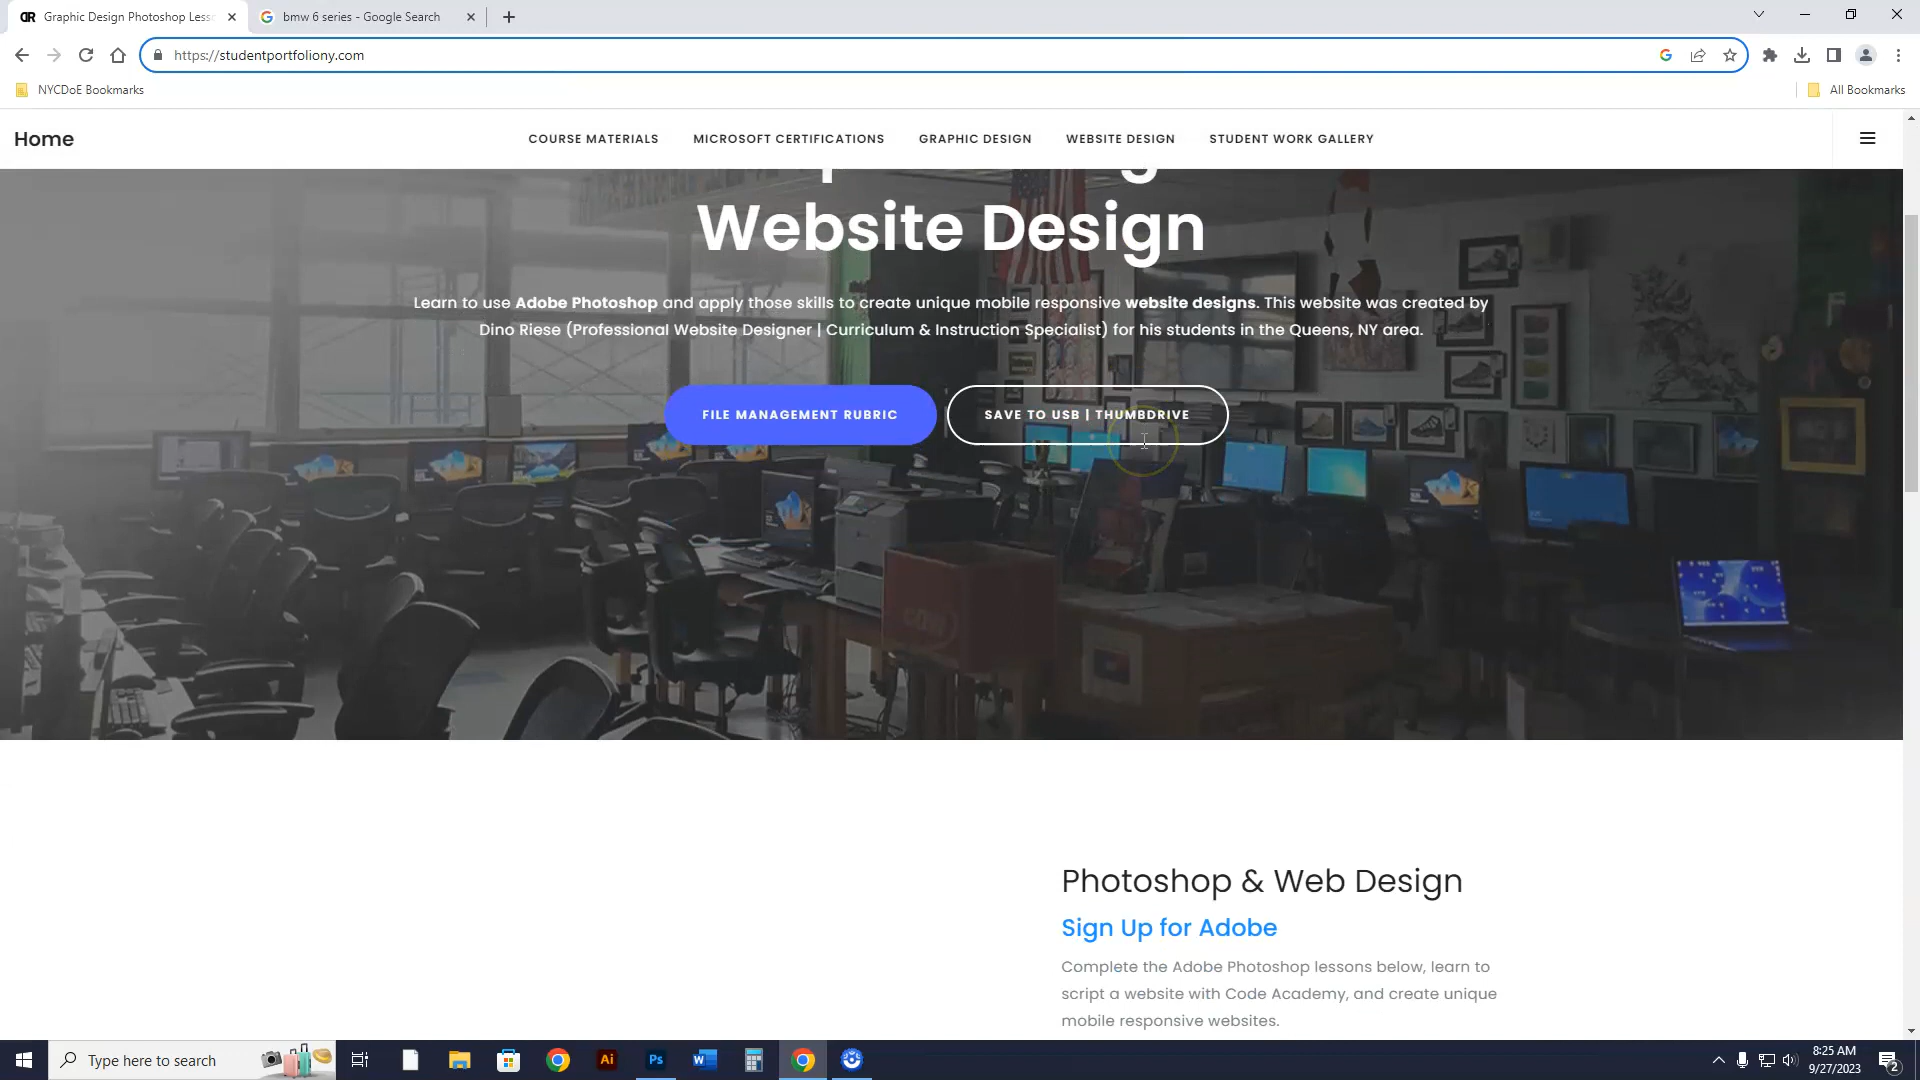 Graphic Design Photoshop Less
bmw 6 series - Google Search
https://studentportfoliony.com
NYCDoE Bookmarks
All Bookmarks
Home
COURSE MATERIALS
MICROSOFT CERTIFICATIONS
GRAPHIC DESIGN
WEBSITE DESIGN
STUDENT WORK GALLERY
Website Design
Learn to use Adobe Photoshop and apply those skills to create unique mobile responsive website designs. This website was created by
Dino Riese (Professional Website Designer | Curriculum & Instruction Specialist) for his students in the Queens, NY area.
FILE MANAGEMENT RUBRIC
SAVE TO USB | THUMBDRIVE
Photoshop & Web Design
Sign Up for Adobe
Complete the Adobe Photoshop lessons below, learn to
script a website with Code Academy, and create unique
mobile responsive websites.
Type here to search
Ai
Ps
W
8:25 AM
9/27/2023
2